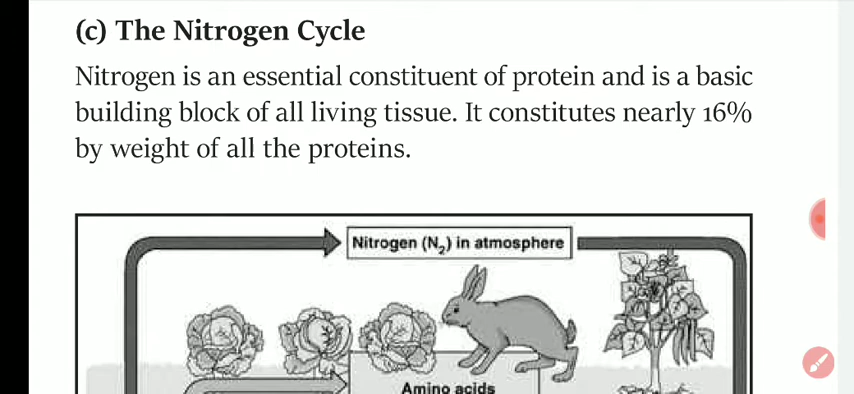 (c) The Nitrogen Cycle
Nitrogen is an essential constituent of protein and is a basic
building block of all living tissue. It constitutes nearly 16%
by weight of all the proteins.
Nitrogen (N₂) in atmosphere
Amino acids